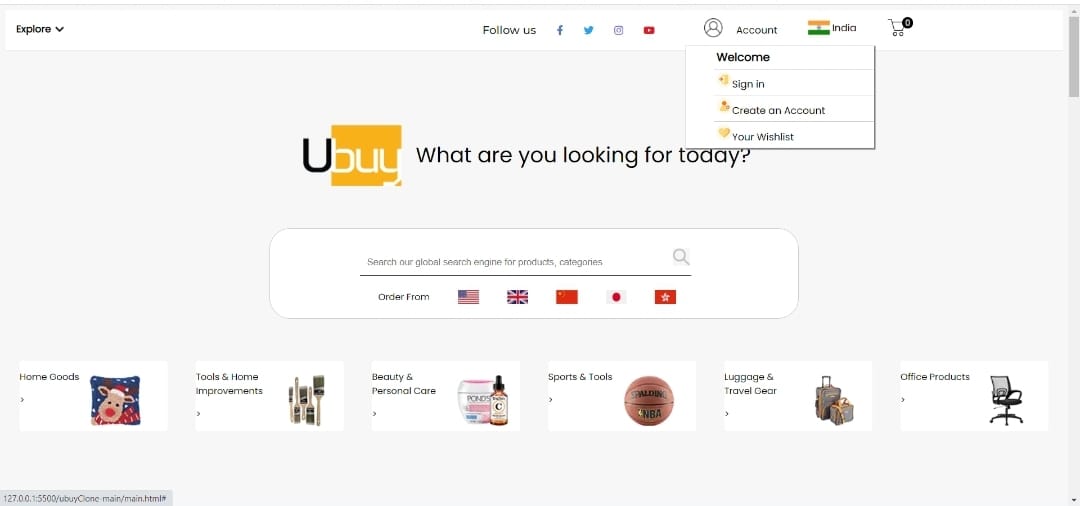 Explore
Follow us
Account
India
0
Welcome
Sign in
Create an Account
Your Wishlist
Ubuy
What are you looking for today?
Search our global search engine for products, categories
Order From
Home Goods
>
Tools & Home
Improvements
>
Beauty &
Personal Care
>
POND'S
C
Sports & Tools
>
SPALDING
NBA
Luggage &
Travel Gear
>
Office Products
>
127.0.0.1:5500/ubuyClone-main/main.html#